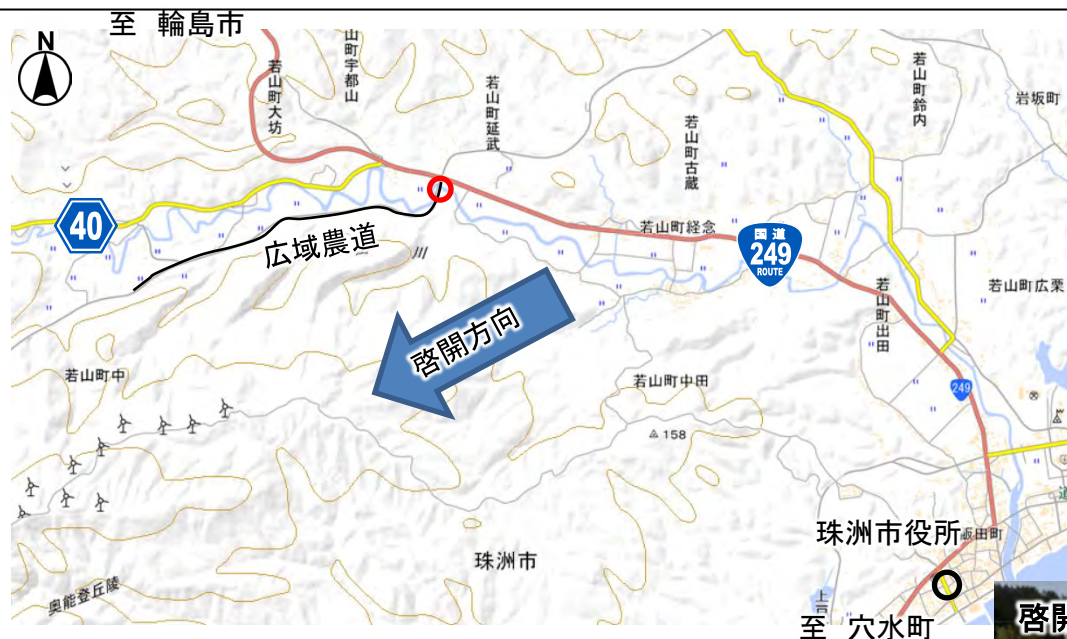 至 輪島市
N
若山町大坊
山町宇都山
若山町延武
若山町古蔵
若山町鈴内
岩坂町
40
広域農道
川
若山町経念
国道
249
ROUTE
若山町広栗
若山町出田
啓開方向
若山町中
若山町中田
158
249
珠洲市役所
飯田町
珠洲市
奥能登丘陵
上戸
道
至 穴水町
啓開